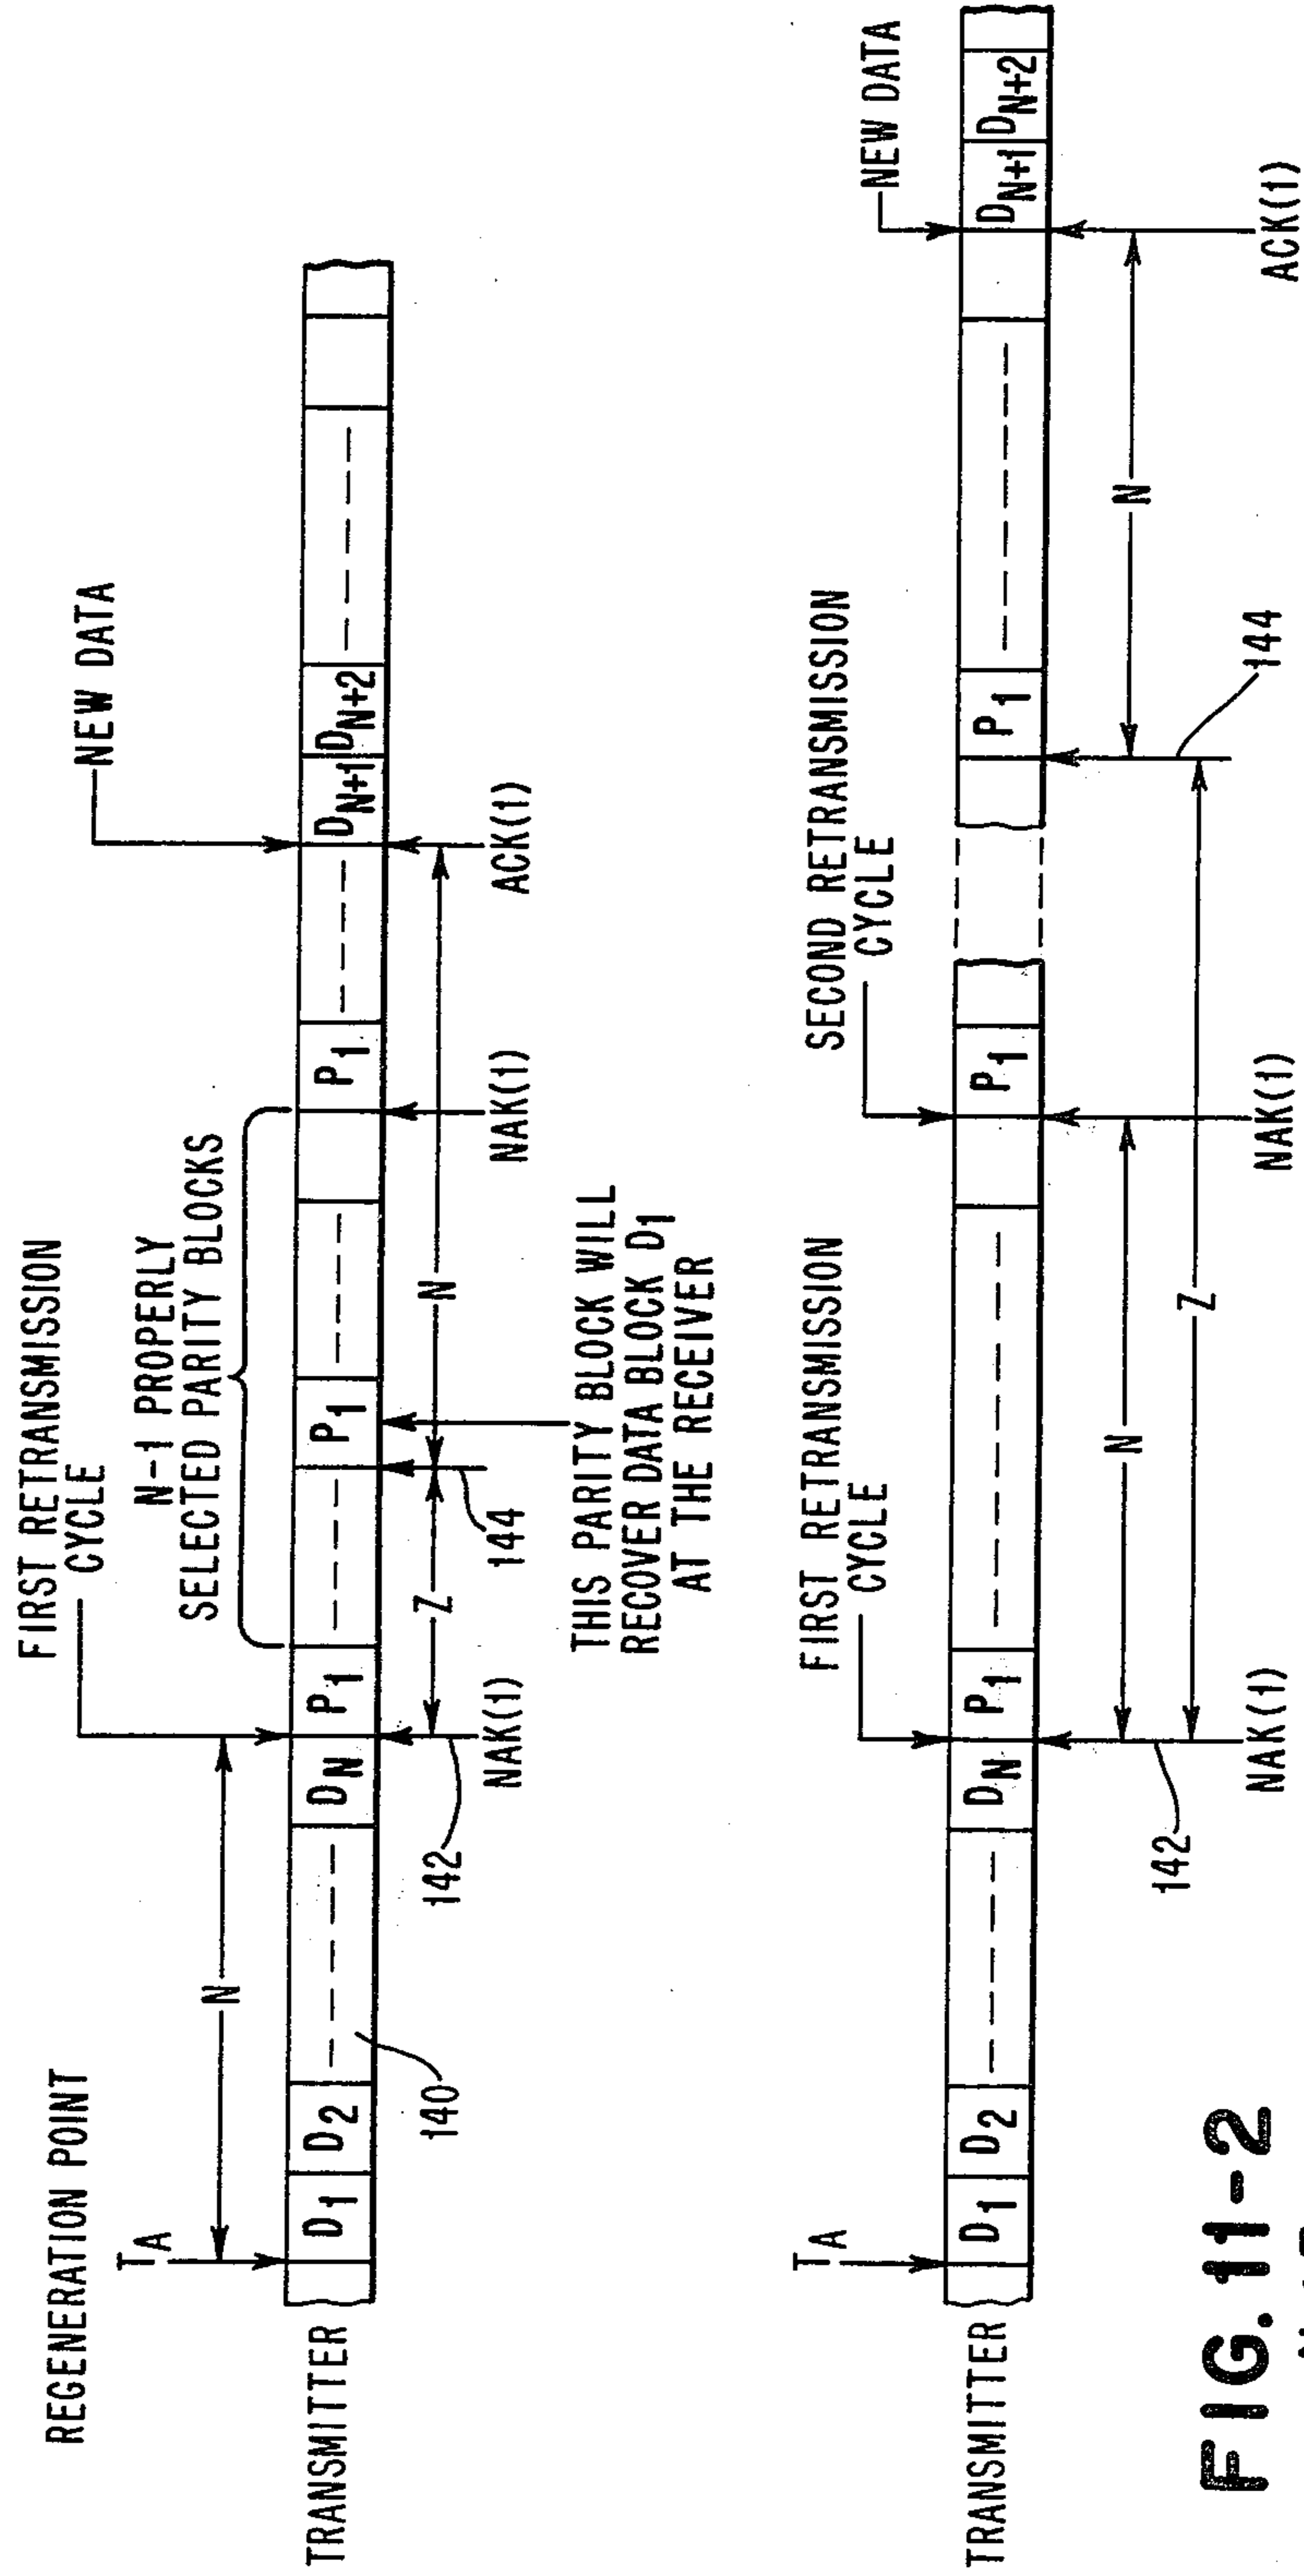 REGENERATION POINT
T_A
N
FIRST RETRANSMISSION
CYCLE
N-1 PROPERLY
SELECTED PARITY BLOCKS
NEW DATA
TRANSMITTER
D_1 D_2 D_N P_1 P_1 P_1 D_N+1 D_N+2
140
142
Z
N
NAK(1)
144
NAK(1)
ACK(1)
THIS PARITY BLOCK WILL
RECOVER DATA BLOCK D_1
AT THE RECEIVER
T_A
FIRST RETRANSMISSION
CYCLE
SECOND RETRANSMISSION
CYCLE
NEW DATA
TRANSMITTER
D_1 D_2 D_N P_1 P_1 P_1 D_N+1 D_N+2
142
N
N
Z
144
NAK(1)
NAK(1)
ACK(1)
FIG. 11-2